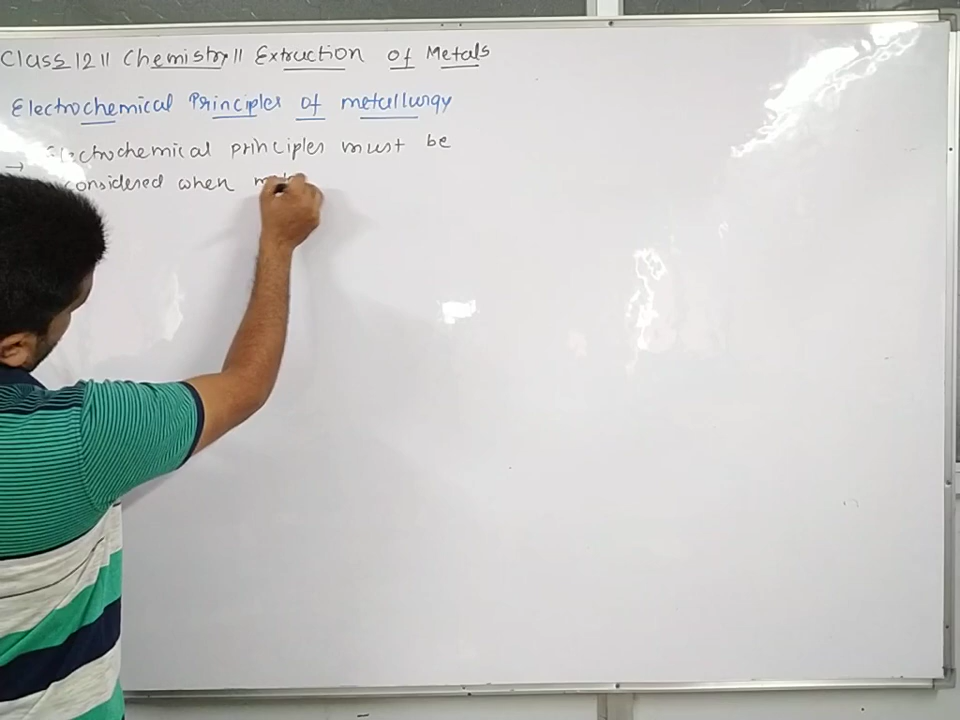 Class 12 || Chemistry || Extraction of Metals
Electrochemical Principles of metallurgy
→ Electrochemical principles must be
considered when